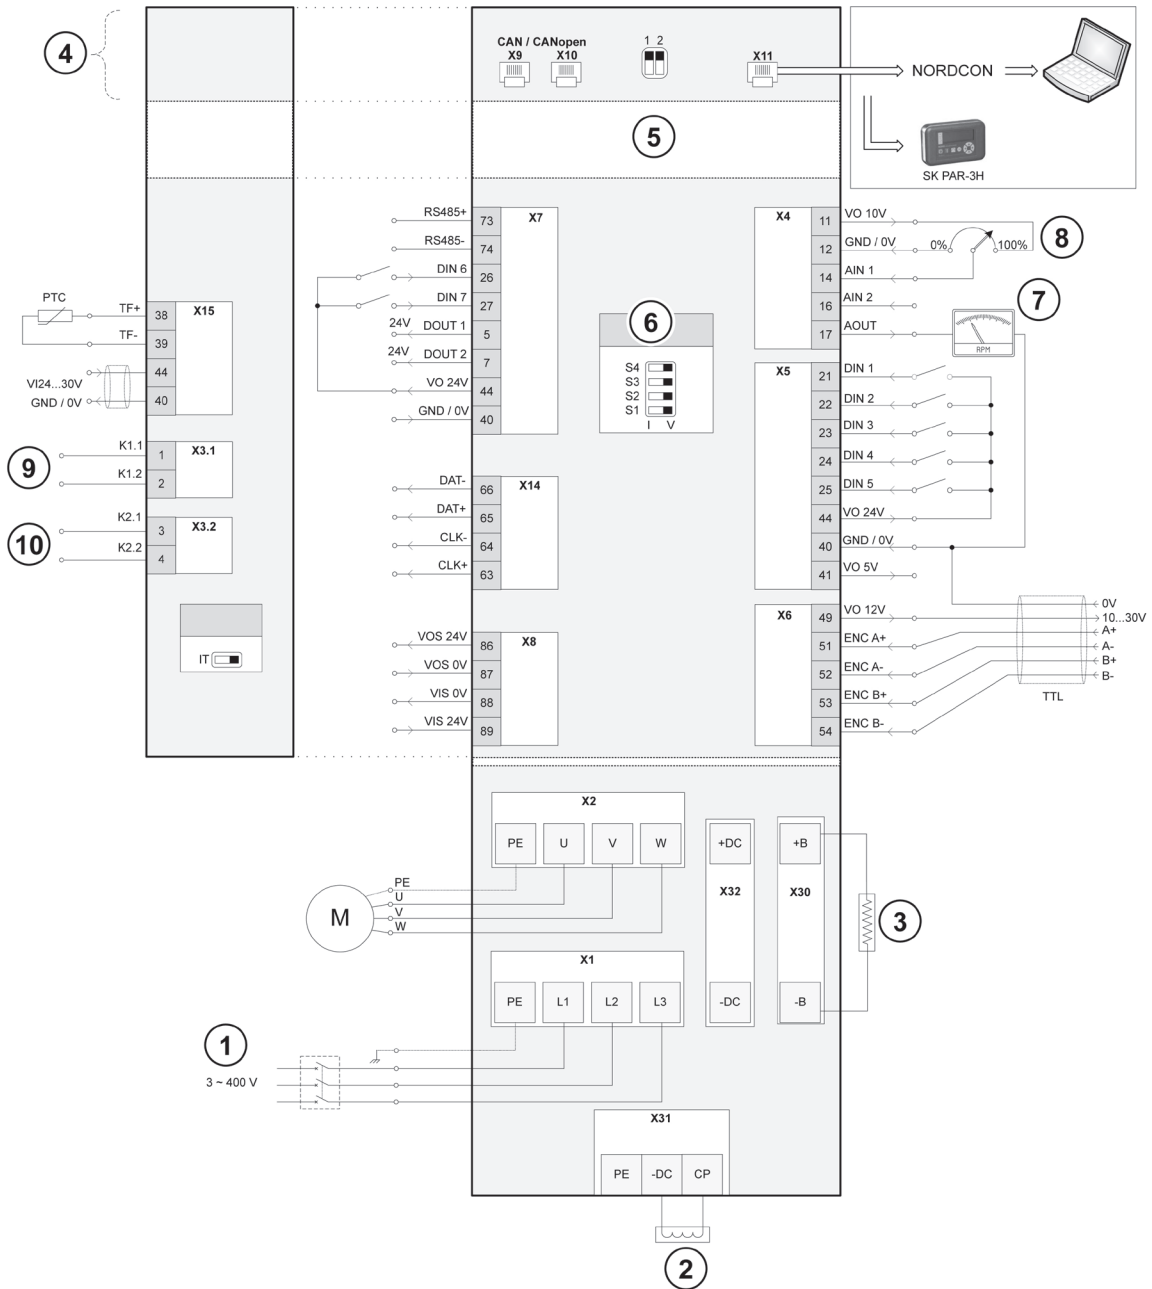 4
CAN / CANopen
X9 X10
1 2
X11
NORDCON
SK PAR-3H
5
RS485+ 73 X7
RS485- 74
DIN 6 26
DIN 7 27
24V DOUT 1 5
24V DOUT 2 7
VO 24V 44
GND / 0V 40
X4 11 VO 10V
12 GND / 0V 0% 100% 8
14 AIN 1
16 AIN 2
17 AOUT
7
RPM
PTC
TF+ 38 X15
TF- 39
VI24...30V 44
GND / 0V 40
6
S4
S3
S2
S1
I V
X5 21 DIN 1
22 DIN 2
23 DIN 3
24 DIN 4
25 DIN 5
44 VO 24V
40 GND / 0V
41 VO 5V
9
K1.1 1 X3.1
K1.2 2
10
K2.1 3 X3.2
K2.2 4
IT
DAT- 66 X14
DAT+ 65
CLK- 64
CLK+ 63
VOS 24V 86 X8
VOS 0V 87
VIS 0V 88
VIS 24V 89
X6 49 VO 12V
51 ENC A+
52 ENC A-
53 ENC B+
54 ENC B-
0V
10...30V
A+
A-
B+
B-
TTL
X2
PE U V W
M
PE
U
V
W
+DC
X32
-DC
+B
X30
-B
3
X1
PE L1 L2 L3
1
3 ~ 400 V
X31
PE -DC CP
2